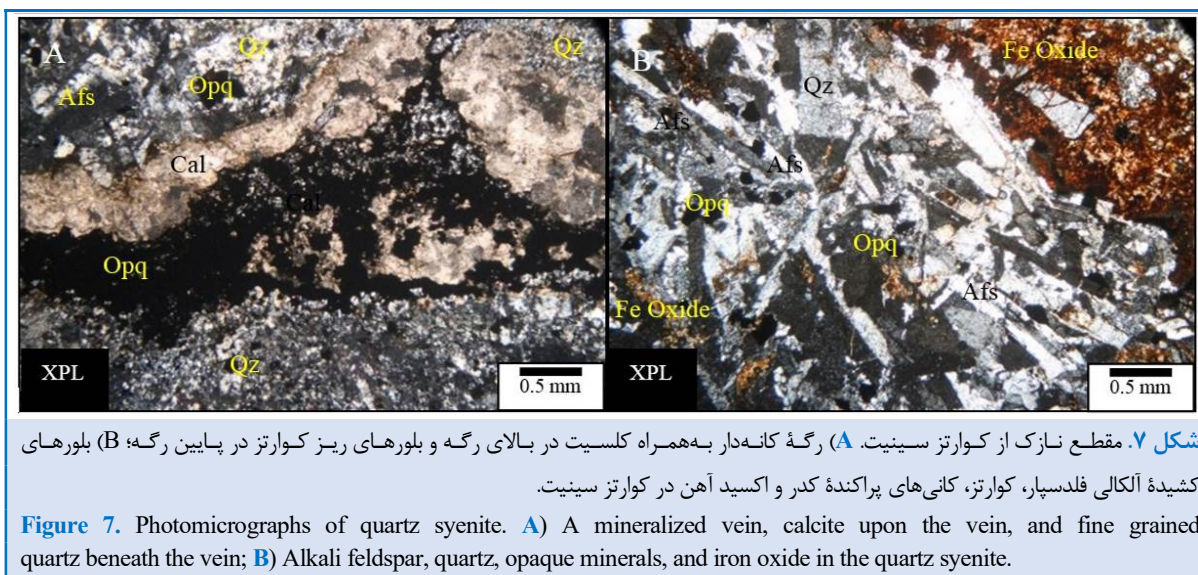 A
Qz
Qz
Opq
Afs
Cal
Cal
Opq
Qz
XPL
0.5 mm
B
Fe Oxide
Qz
Afs
Afs
Opq
Opq
Afs
Fe Oxide
XPL
0.5 mm
شکل ۷. مقطع نازک از کوارتز سینیت. A) رگهٔ کانه‌دار به‌همراه کلسیت در بالای رگه و بلورهای ریز کوارتز در پایین رگه؛ B) بلورهای
کشیدهٔ آلکالی فلدسپار، کوارتز، کانی‌های پراکندهٔ کدر و اکسید آهن در کوارتز سینیت.
Figure 7. Photomicrographs of quartz syenite. A) A mineralized vein, calcite upon the vein, and fine grained
quartz beneath the vein; B) Alkali feldspar, quartz, opaque minerals, and iron oxide in the quartz syenite.